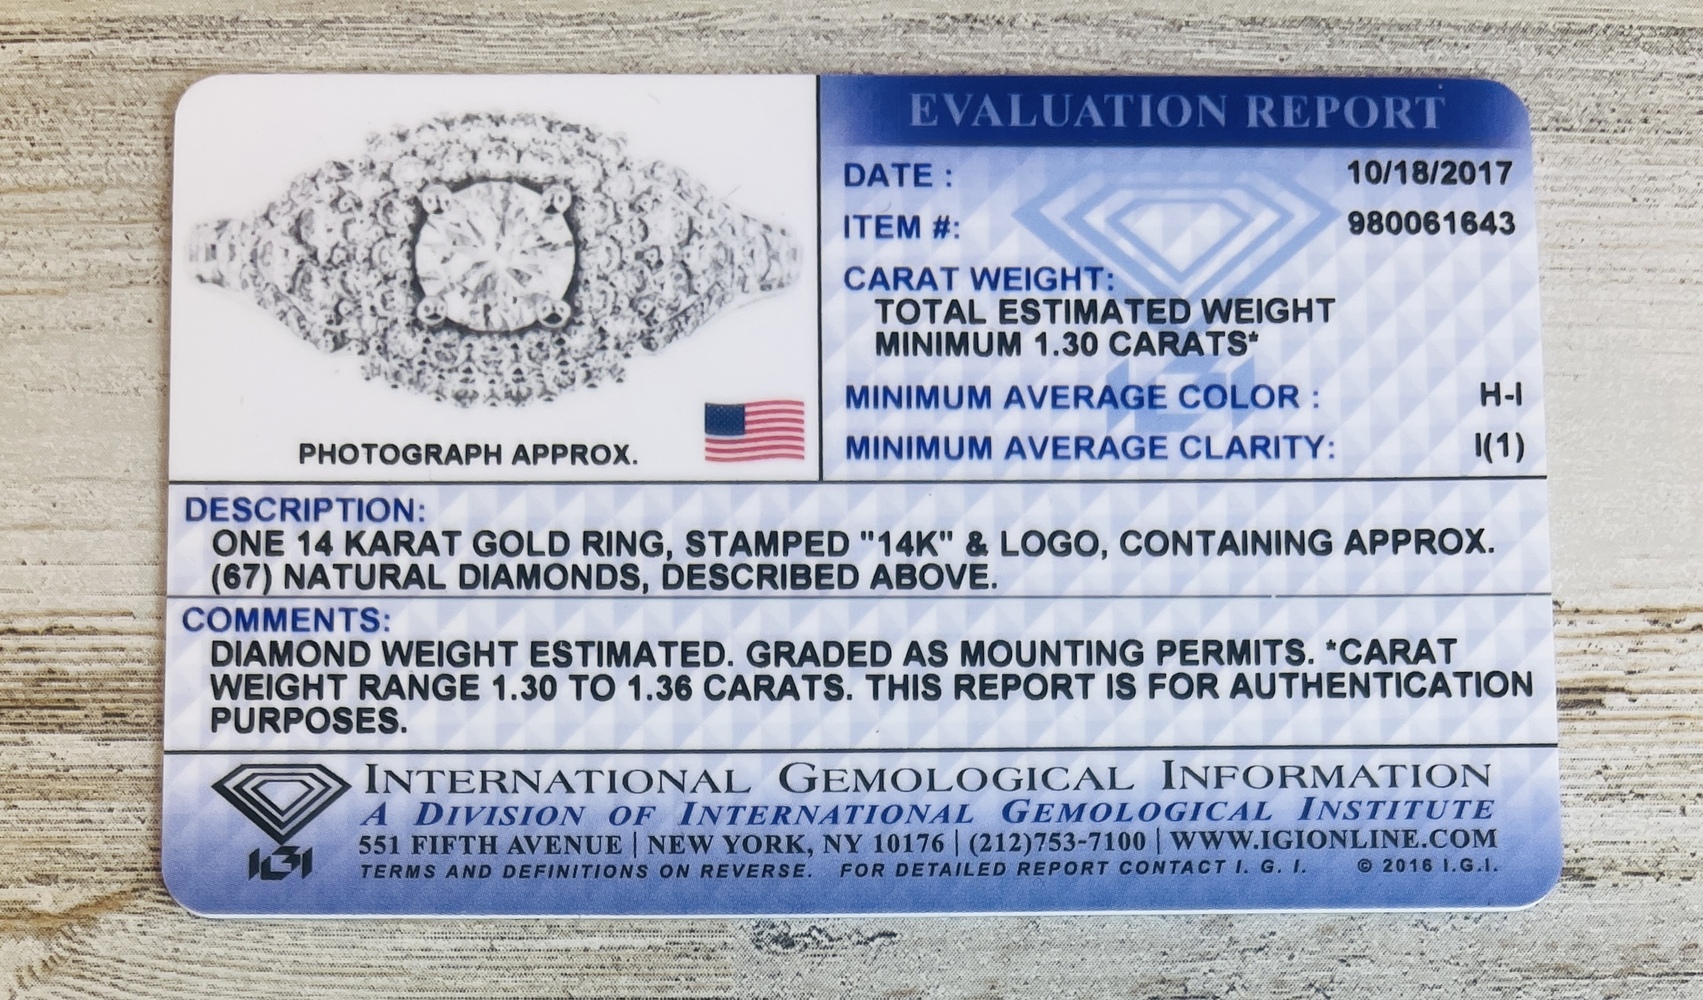 EVALUATION REPORT
DATE : 10/18/2017
ITEM #: 980061643
CARAT WEIGHT:
TOTAL ESTIMATED WEIGHT
MINIMUM 1.30 CARATS*
MINIMUM AVERAGE COLOR : H-I
MINIMUM AVERAGE CLARITY: I(1)
PHOTOGRAPH APPROX.
DESCRIPTION:
ONE 14 KARAT GOLD RING, STAMPED "14K" & LOGO, CONTAINING APPROX.
(67) NATURAL DIAMONDS, DESCRIBED ABOVE.
COMMENTS:
DIAMOND WEIGHT ESTIMATED. GRADED AS MOUNTING PERMITS. *CARAT
WEIGHT RANGE 1.30 TO 1.36 CARATS. THIS REPORT IS FOR AUTHENTICATION
PURPOSES.
INTERNATIONAL GEMOLOGICAL INFORMATION
A DIVISION OF INTERNATIONAL GEMOLOGICAL INSTITUTE
551 FIFTH AVENUE | NEW YORK, NY 10176 | (212)753-7100 | WWW.IGIONLINE.COM
IGI
TERMS AND DEFINITIONS ON REVERSE. FOR DETAILED REPORT CONTACT I. G. I. © 2016 I.G.I.